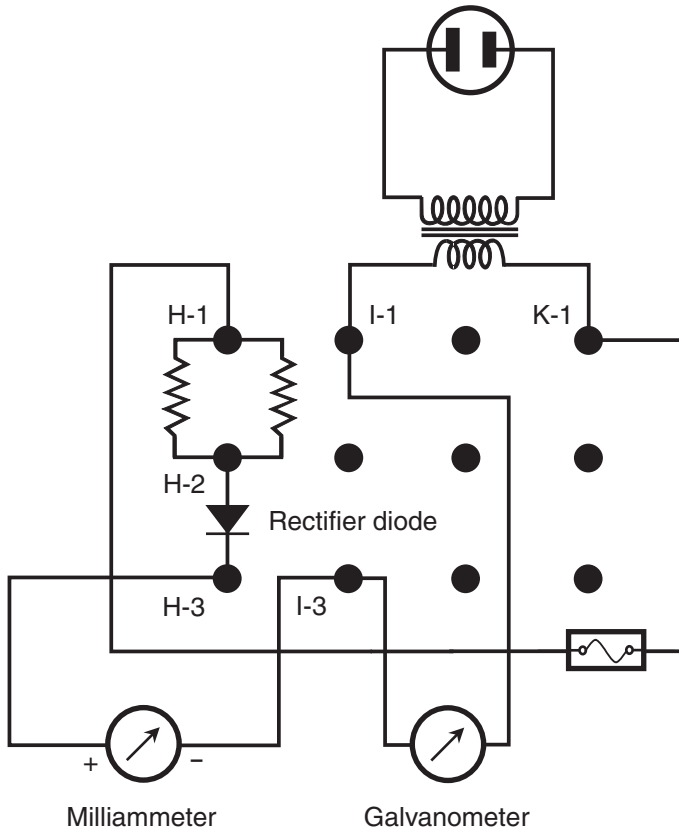 H-1
I-1
K-1
H-2
Rectifier diode
H-3
I-3
+
–
Milliammeter
Galvanometer